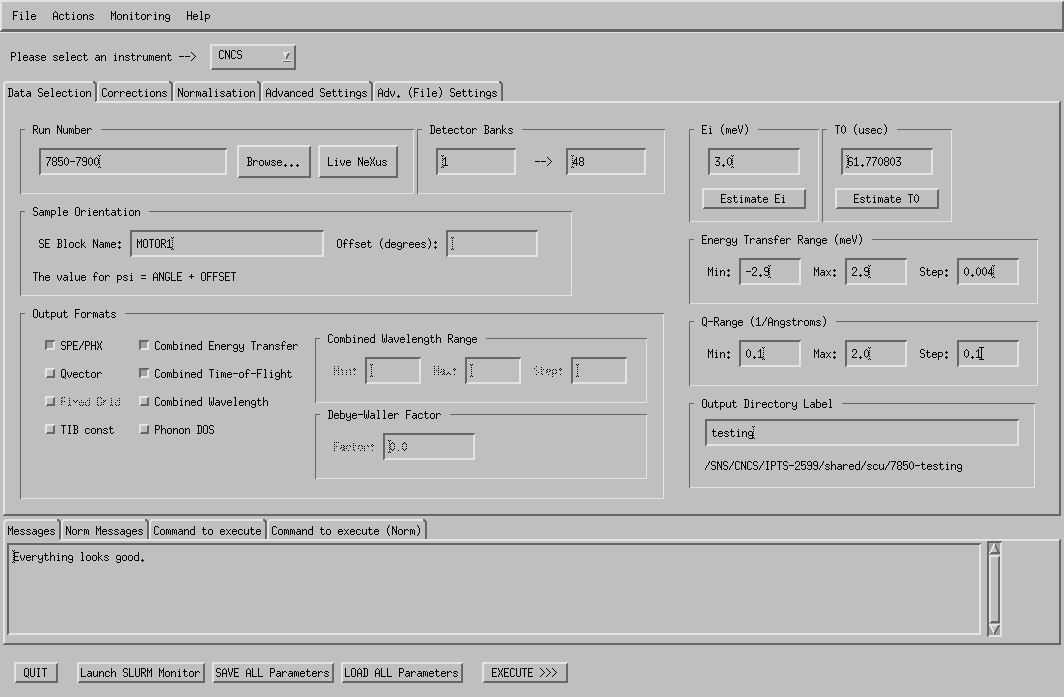 File Actions Monitoring Help
Please select an instrument --> CNCS
Data Selection Corrections Normalisation Advanced Settings Adv. (File) Settings
Run Number
7850-7900 Browse... Live NeXus
Detector Banks
1 --> 48
Ei (meV)
3.0
Estimate Ei
T0 (usec)
61.770803
Estimate T0
Sample Orientation
SE Block Name: MOTOR1 Offset (degrees):
The value for psi = ANGLE + OFFSET
Energy Transfer Range (meV)
Min: -2.9 Max: 2.9 Step: 0.004
Output Formats
SPE/PHX Combined Energy Transfer
Qvector Combined Time-of-Flight
Fixed Grid Combined Wavelength
TIB const Phonon DOS
Combined Wavelength Range
Min: Max: Step:
Debye-Waller Factor
Factor: 0.0
Q-Range (1/Angstroms)
Min: 0.1 Max: 2.0 Step: 0.1
Output Directory Label
testing
/SNS/CNCS/IPTS-2599/shared/scu/7850-testing
Messages Norm Messages Command to execute Command to execute (Norm)
Everything looks good.
QUIT Launch SLURM Monitor SAVE ALL Parameters LOAD ALL Parameters EXECUTE >>>